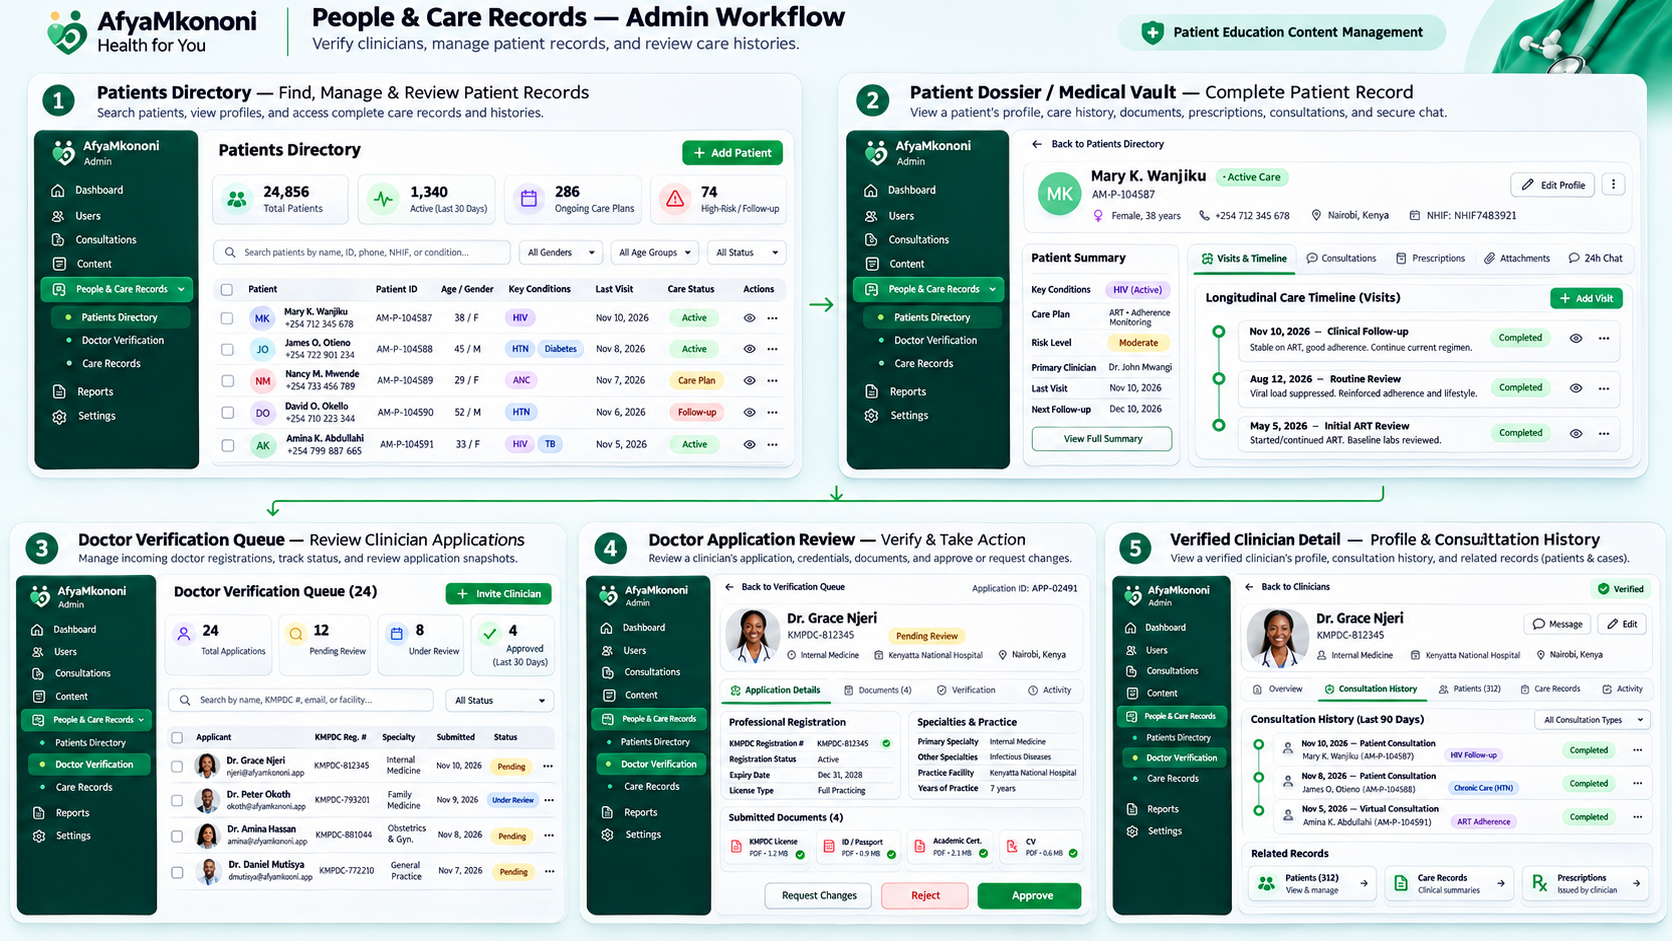 AfyaMkononi
Health for You
People & Care Records — Admin Workflow
Verify clinicians, manage patient records, and review care histories.
Patient Education Content Management
1
Patients Directory — Find, Manage & Review Patient Records
Search patients, view profiles, and access complete care records and histories.
AfyaMkononi
Admin
Dashboard
Users
Consultations
Content
People & Care Records
Patients Directory
Doctor Verification
Care Records
Reports
Settings
Patients Directory
+ Add Patient
24,856
Total Patients
1,340
Active (Last 30 Days)
286
Ongoing Care Plans
74
High-Risk / Follow-up
Search patients by name, ID, phone, NHIF, or condition...
All Genders
All Age Groups
All Status
Patient Patient ID Age / Gender Key Conditions Last Visit Care Status Actions
MK Mary K. Wanjiku AM-P-104587 38 / F HIV Nov 10, 2026 Active
+254 712 345 678
JO James O. Otieno AM-P-104588 45 / M HTN Diabetes Nov 8, 2026 Active
+254 722 901 234
NM Nancy M. Mwende AM-P-104589 29 / F ANC Nov 7, 2026 Care Plan
+254 733 456 789
DO David O. Okello AM-P-104590 52 / M HTN Nov 6, 2026 Follow-up
+254 710 223 344
AK Amina K. Abdullahi AM-P-104591 33 / F HIV TB Nov 5, 2026 Active
+254 799 887 665
2
Patient Dossier / Medical Vault — Complete Patient Record
View a patient's profile, care history, documents, prescriptions, consultations, and secure chat.
AfyaMkononi
Admin
Dashboard
Users
Consultations
Content
People & Care Records
Patients Directory
Doctor Verification
Care Records
Reports
Settings
← Back to Patients Directory
MK
Mary K. Wanjiku
• Active Care
AM-P-104587
Female, 38 years
+254 712 345 678
Nairobi, Kenya
NHIF: NHIF7483921
Edit Profile
Patient Summary
Key Conditions HIV (Active)
Care Plan ART • Adherence
Monitoring
Risk Level Moderate
Primary Clinician Dr. John Mwangi
Last Visit Nov 10, 2026
Next Follow-up Dec 10, 2026
View Full Summary
Visits & Timeline
Consultations
Prescriptions
Attachments
24h Chat
Longitudinal Care Timeline (Visits)
+ Add Visit
Nov 10, 2026 — Clinical Follow-up
Stable on ART, good adherence. Continue current regimen.
Completed
Aug 12, 2026 — Routine Review
Viral load suppressed. Reinforced adherence and lifestyle.
Completed
May 5, 2026 — Initial ART Review
Started/continued ART. Baseline labs reviewed.
Completed
3
Doctor Verification Queue — Review Clinician Applications
Manage incoming doctor registrations, track status, and review application snapshots.
AfyaMkononi
Admin
Dashboard
Users
Consultations
Content
People & Care Records
Patients Directory
Doctor Verification
Care Records
Reports
Settings
Doctor Verification Queue (24)
+ Invite Clinician
24
Total Applications
12
Pending Review
8
Under Review
4
Approved
(Last 30 Days)
Search by name, KMPDC #, email, or facility...
All Status
Applicant KMPDC Reg. # Specialty Submitted Status
Dr. Grace Njeri KMPDC-812345 Internal Medicine Nov 10, 2026 Pending
njeri@afyamkononi.app
Dr. Peter Okoth KMPDC-793201 Family Medicine Nov 9, 2026 Under Review
okoth@afyamkononi.app
Dr. Amina Hassan KMPDC-881044 Obstetrics & Gyn. Nov 8, 2026 Pending
amina@afyamkononi.app
Dr. Daniel Mutisya KMPDC-772210 General Practice Nov 7, 2026 Pending
dmutisya@afyamkooni.app
4
Doctor Application Review — Verify & Take Action
Review a clinician's application, credentials, documents, and approve or request changes.
AfyaMkononi
Admin
Dashboard
Users
Consultations
Content
People & Care Records
Patients Directory
Doctor Verification
Care Records
Reports
Settings
← Back to Verification Queue
Application ID: APP-02491
Dr. Grace Njeri
KMPDC-812345
Pending Review
Internal Medicine
Kenyatta National Hospital
Nairobi, Kenya
Application Details
Documents (4)
Verification
Activity
Professional Registration
KMPDC Registration # KMPDC-812345
Registration Status Active
Expiry Date Dec 31, 2028
License Type Full Practicing
Specialties & Practice
Primary Specialty Internal Medicine
Other Specialties Infectious Diseases
Practice Facility Kenyatta National Hospital
Years of Practice 7 years
Submitted Documents (4)
KMPDC License
PDF • 1.2 MB
ID / Passport
PDF • 0.9 MB
Academic Cert.
PDF • 2.1 MB
CV
PDF • 0.6 MB
Request Changes
Reject
Approve
5
Verified Clinician Detail — Profile & Consuilttation History
View a verified clinician's profile, consultation history, and related records (patients & cases).
AfyaMkononi
Admin
Dashboard
Users
Consultations
Content
People & Care Records
Patients Directory
Doctor Verification
Care Records
Reports
Settings
← Back to Clinicians
Verified
Dr. Grace Njeri
KMPDC-812345
Internal Medicine
Kenyatta National Hospital
Nairobi, Kenya
Message
Edit
Overview
Consultation History
Patients (312)
Care Records
Activity
Consultation History (Last 90 Days)
All Consultation Types
Nov 10, 2026 — Patient Consultation
Mary K. Wanjiku (AM-P-104587)
HIV Follow-up
Completed
Nov 8, 2026 — Patient Consultation
James O, Otieno (AM-P-104588)
Chronic Care (HTN)
Completed
Nov 5, 2026 — Virtual Consultation
Amina K. Abdullahi (AM-P-104591)
ART Adherence
Completed
Related Records
Patients (312)
View & manage
Care Records
Clinical summaries
Prescriptions
Issued by clinician